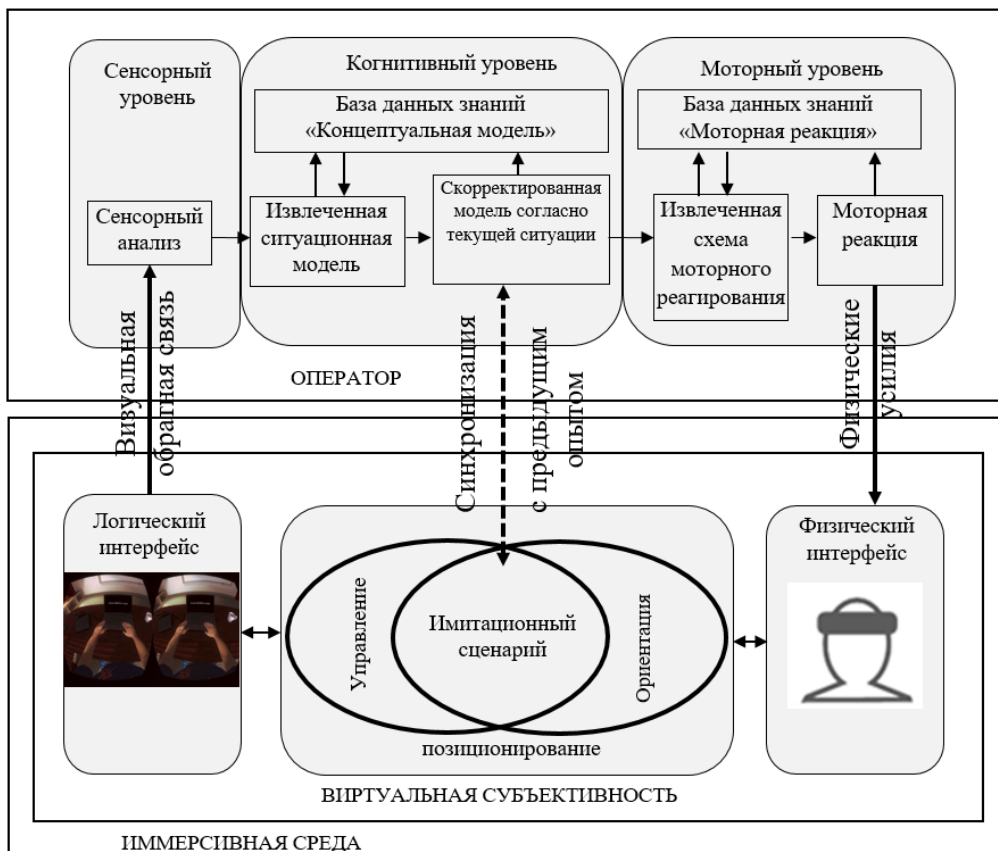 Сенсорный
уровень
Когнитивный уровень
Моторный уровень
База данных знаний
«Концептуальная модель»
База данных знаний
«Моторная реакция»
Сенсорный
анализ
Извлеченная
ситуационная
модель
Скорректированная
модель согласно
текущей ситуации
Извлеченная
схема
моторного
реагирования
Моторная
реакция
ОПЕРАТОР
Визуальная
обратная связь
Синхронизация
с предыдущим
опытом
Физические
усилия
Логический
интерфейс
Управление
Имитационный
сценарий
Ориентация
позиционирование
Физический
интерфейс
ВИРТУАЛЬНАЯ СУБЪЕКТИВНОСТЬ
ИММЕРСИВНАЯ СРЕДА